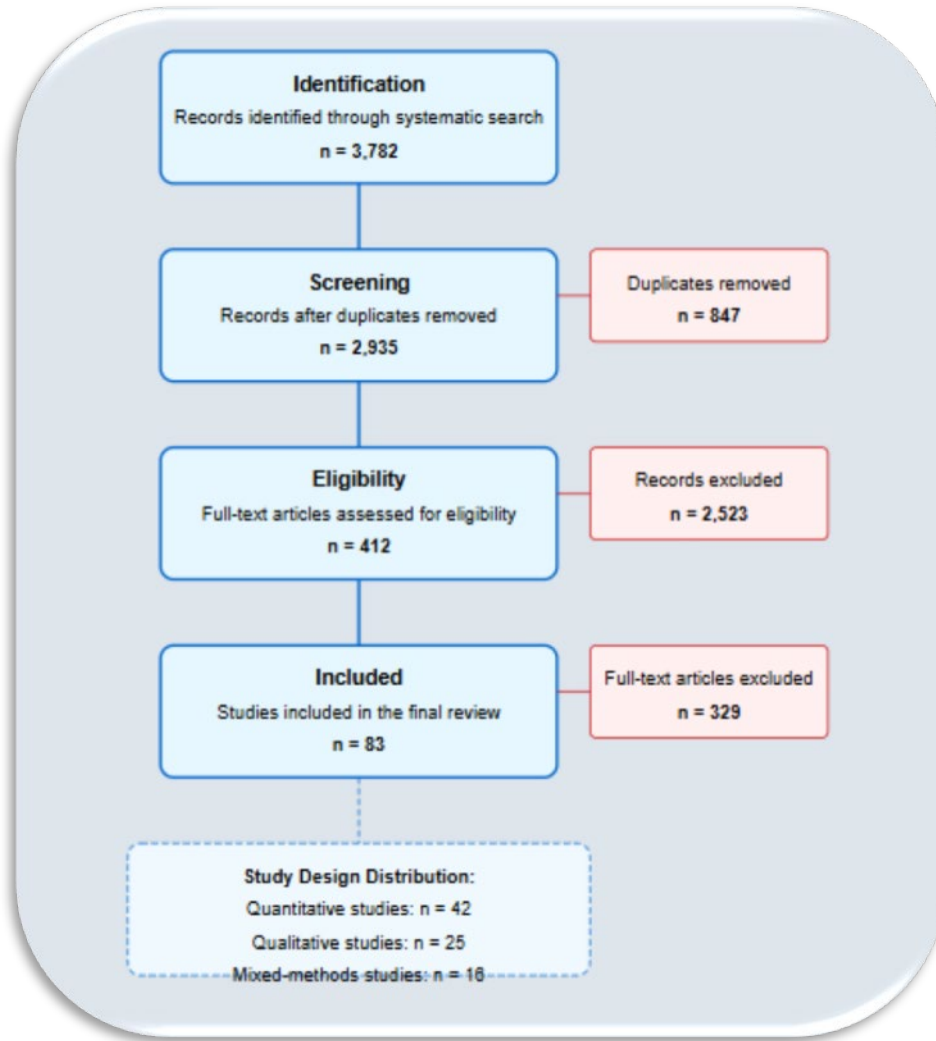 Identification
Records identified through systematic search
n = 3,782
Screening
Records after duplicates removed
n = 2,935
Duplicates removed
n = 847
Eligibility
Full-text articles assessed for eligibility
n = 412
Records excluded
n = 2,523
Included
Studies included in the final review
n = 83
Full-text articles excluded
n = 329
Study Design Distribution:
Quantitative studies: n = 42
Qualitative studies: n = 25
Mixed-methods studies: n = 16